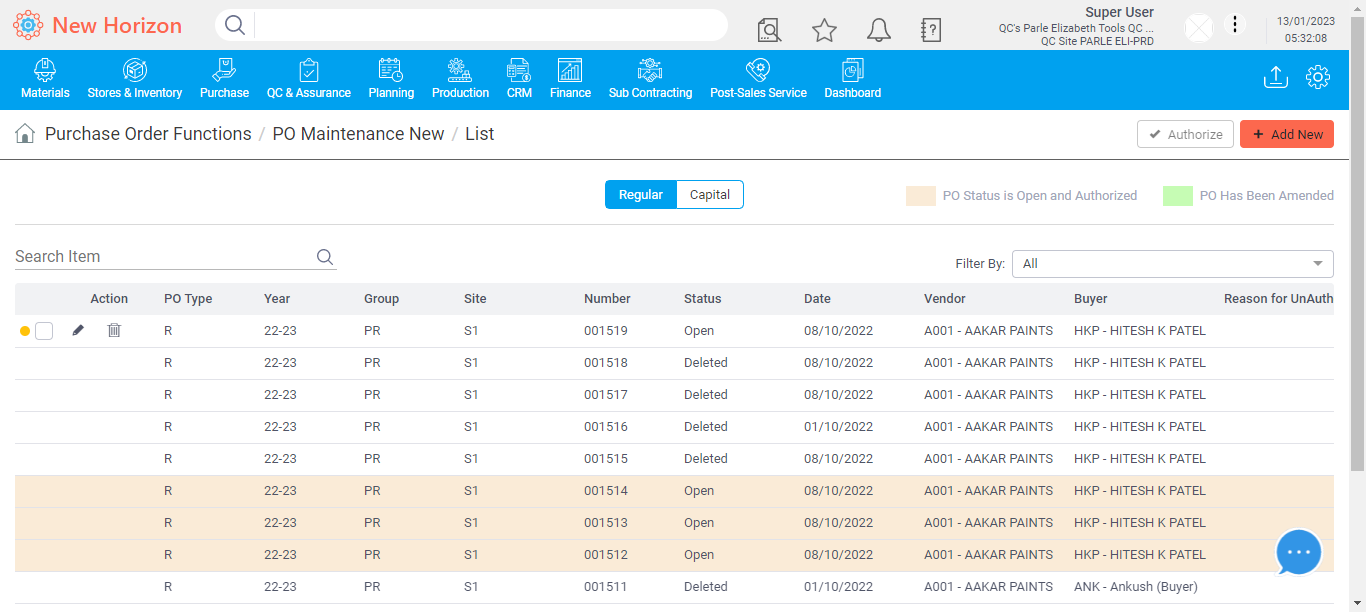 New Horizon
Super User
QC's Parle Elizabeth Tools QC ...
QC Site PARLE ELI-PRD
13/01/2023
05:32:08
Materials Stores & Inventory Purchase QC & Assurance Planning Production CRM Finance Sub Contracting Post-Sales Service Dashboard
Purchase Order Functions / PO Maintenance New / List Authorize + Add New
Regular Capital PO Status is Open and Authorized PO Has Been Amended
Search Item Filter By: All
Action PO Type Year Group Site Number Status Date Vendor Buyer Reason for UnAuth
R 22-23 PR S1 001519 Open 08/10/2022 A001 - AAKAR PAINTS HKP - HITESH K PATEL
R 22-23 PR S1 001518 Deleted 08/10/2022 A001 - AAKAR PAINTS HKP - HITESH K PATEL
R 22-23 PR S1 001517 Deleted 08/10/2022 A001 - AAKAR PAINTS HKP - HITESH K PATEL
R 22-23 PR S1 001516 Deleted 01/10/2022 A001 - AAKAR PAINTS HKP - HITESH K PATEL
R 22-23 PR S1 001515 Deleted 08/10/2022 A001 - AAKAR PAINTS HKP - HITESH K PATEL
R 22-23 PR S1 001514 Open 08/10/2022 A001 - AAKAR PAINTS HKP - HITESH K PATEL
R 22-23 PR S1 001513 Open 08/10/2022 A001 - AAKAR PAINTS HKP - HITESH K PATEL
R 22-23 PR S1 001512 Open 08/10/2022 A001 - AAKAR PAINTS HKP - HITESH K PATEL
R 22-23 PR S1 001511 Deleted 01/10/2022 A001 - AAKAR PAINTS ANK - Ankush (Buyer)